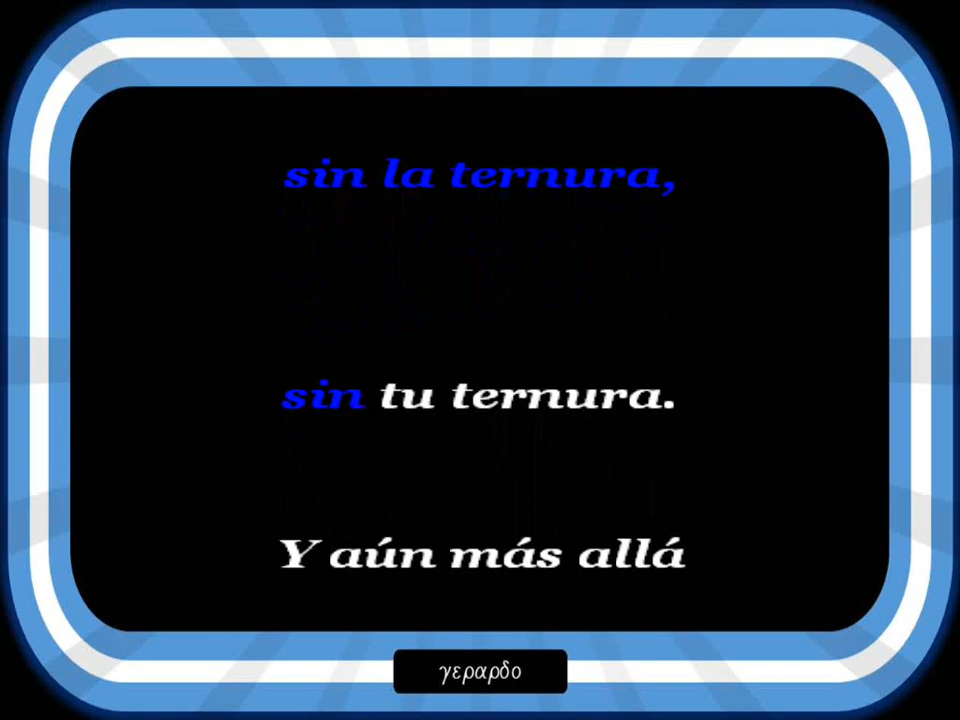 sin la ternura,
sin tu ternura.
Y aún más allá
γεραρδο